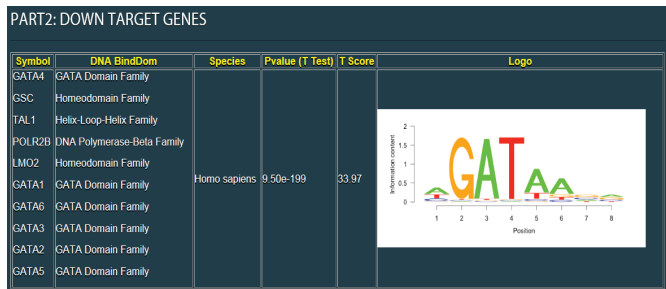 PART2: DOWN TARGET GENES
Symbol DNA BindDom Species Pvalue (T Test) T Score Logo
GATA4 GATA Domain Family
GSC Homeodomain Family
TAL1 Helix-Loop-Helix Family
POLR2B DNA Polymerase-Beta Family
LMO2 Homeodomain Family
GATA1 GATA Domain Family
GATA6 GATA Domain Family
GATA3 GATA Domain Family
GATA2 GATA Domain Family
GATA5 GATA Domain Family
Homo sapiens 9.50e-199 33.97
Information content
2
1.5
1
0.5
0
AGATAA
1 2 3 4 5 6 7 8
Position